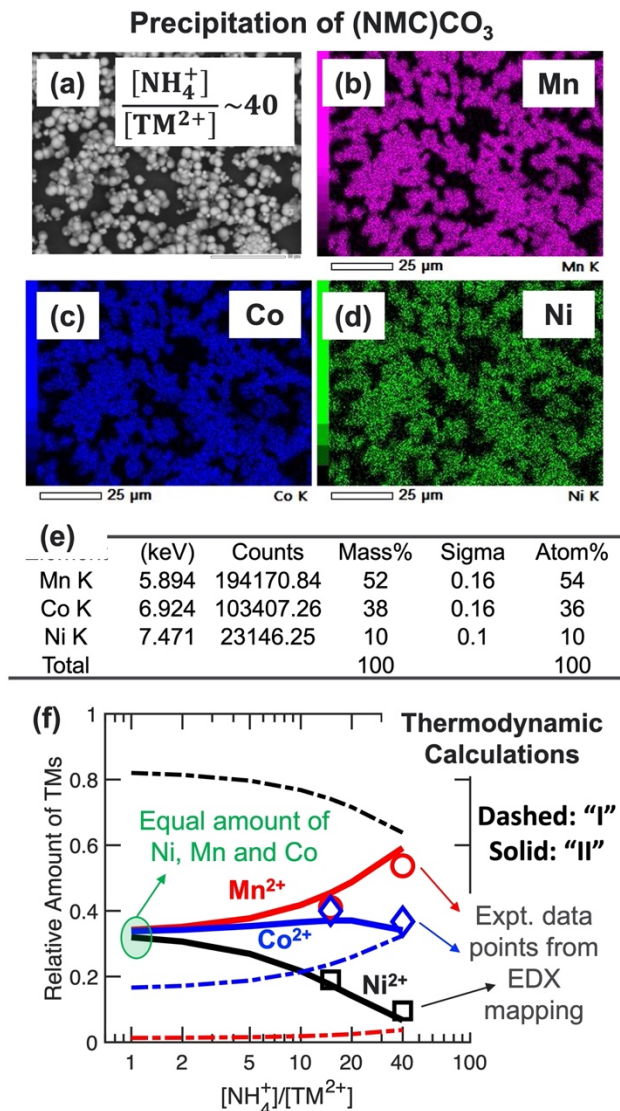 Precipitation of (NMC)CO₃
(a)
[NH₄⁺]
[TM²⁺]
~40
(b)
Mn
25 μm
Mn K
(c)
Co
25 μm
Co K
(d)
Ni
25 μm
Ni K
(e)
(keV) Counts Mass% Sigma Atom%
Mn K 5.894 194170.84 52 0.16 54
Co K 6.924 103407.26 38 0.16 36
Ni K 7.471 23146.25 10 0.1 10
Total 100 100
(f)
Thermodynamic
Calculations
Dashed: “I”
Solid: “II”
Equal amount of
Ni, Mn and Co
Mn²⁺
Co²⁺
Ni²⁺
Expt. data
points from
EDX
mapping
Relative Amount of TMs
1
0.8
0.6
0.4
0.2
0
1 2 5 10 20 40 100
[NH₄⁺]/[TM²⁺]